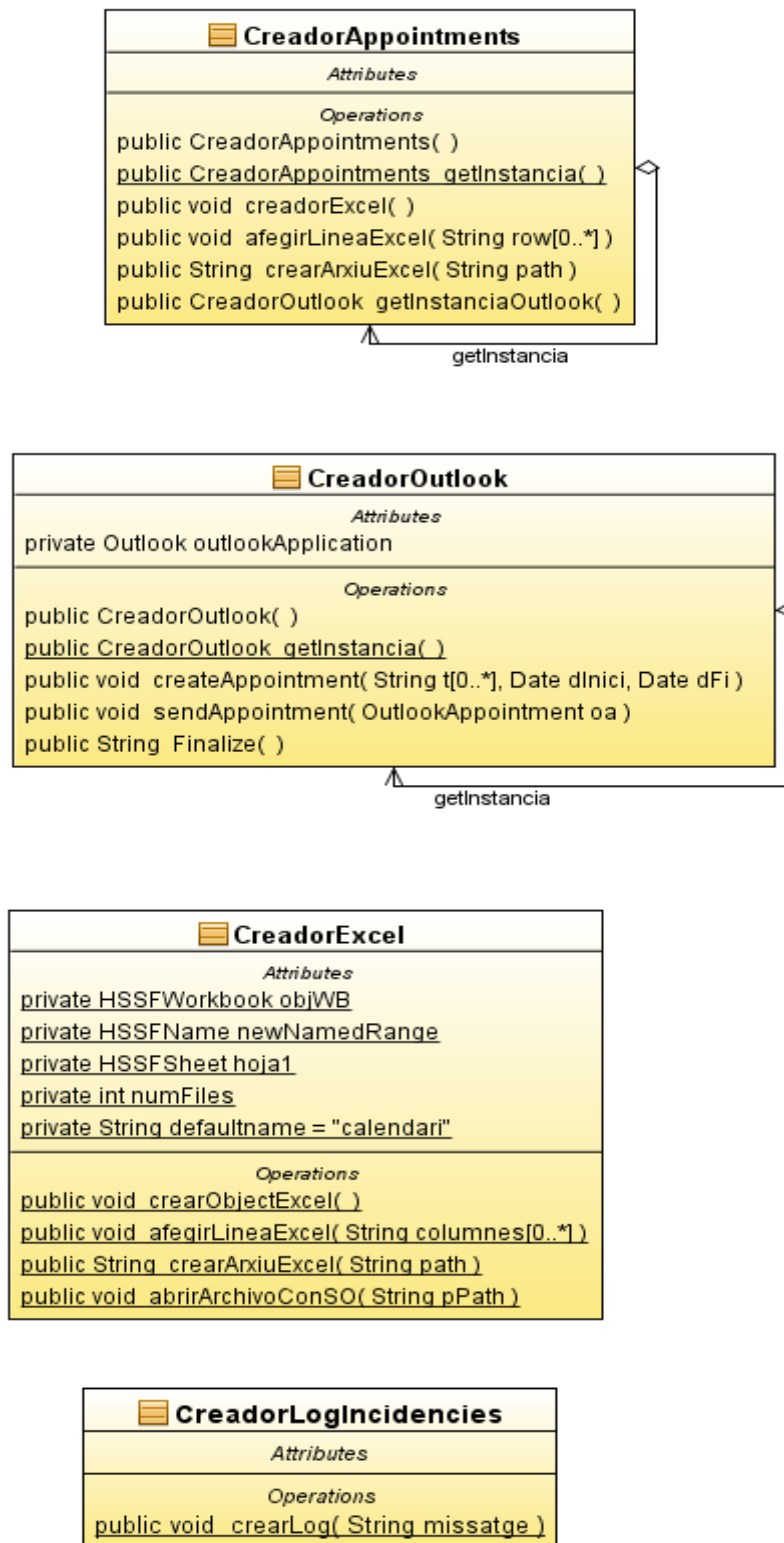 CreadorAppointments
Attributes
Operations
public CreadorAppointments( )
public CreadorAppointments getInstancia( )
public void creadorExcel( )
public void afegirLineaExcel( String row[0..*] )
public String crearArxiuExcel( String path )
public CreadorOutlook getInstanciaOutlook( )
getInstancia
CreadorOutlook
Attributes
private Outlook outlookApplication
Operations
public CreadorOutlook( )
public CreadorOutlook getInstancia( )
public void createAppointment( String t[0..*], Date dInici, Date dFi )
public void sendAppointment( OutlookAppointment oa )
public String Finalize( )
getInstancia
CreadorExcel
Attributes
private HSSFWorkbook objWB
private HSSFName newNamedRange
private HSSFSheet hoja1
private int numFiles
private String defaultname = "calendari"
Operations
public void crearObjectExcel( )
public void afegirLineaExcel( String columnes[0..*] )
public String crearArxiuExcel( String path )
public void abrirArchivoConSO( String pPath )
CreadorLogIncidencies
Attributes
Operations
public void crearLog( String missatge )